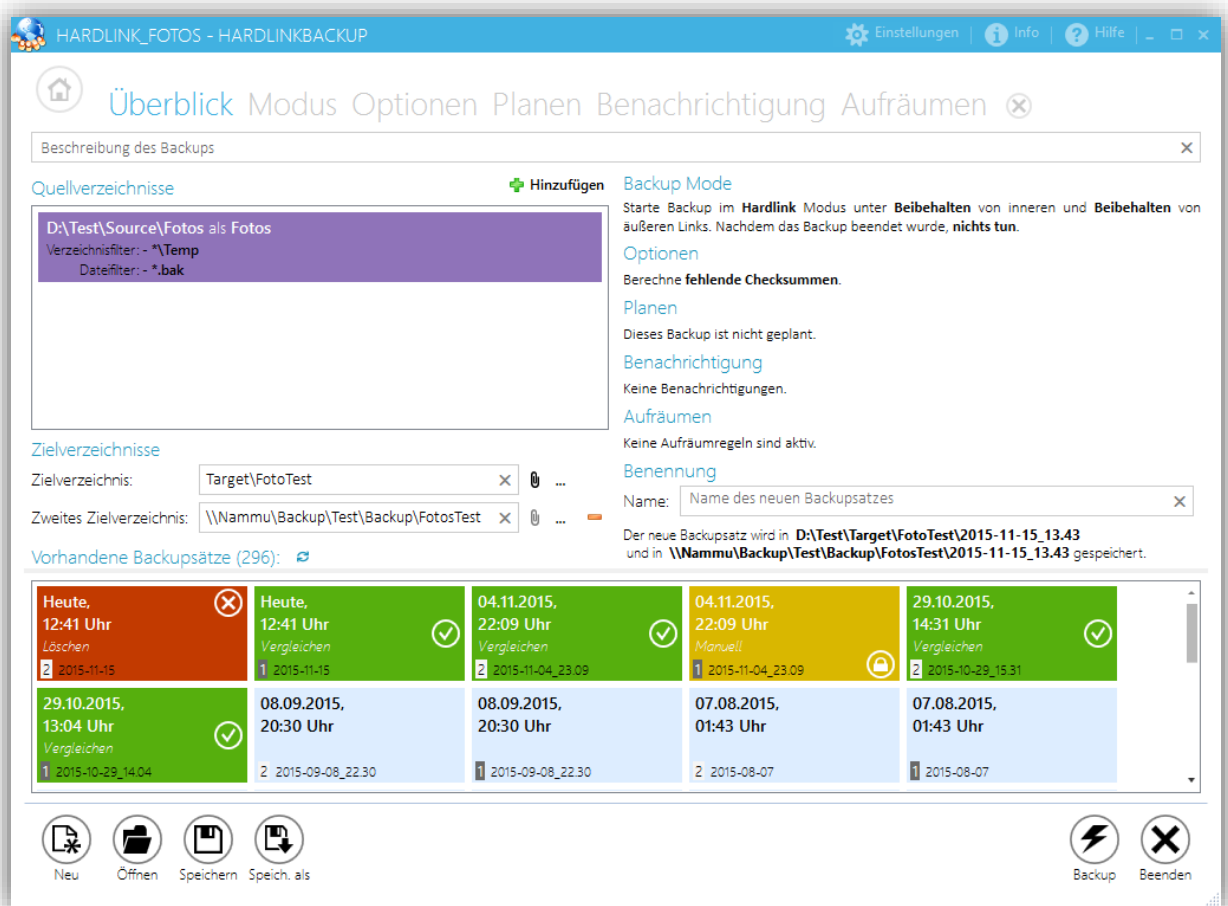 HARDLINK_FOTOS - HARDLINKBACKUP
Einstellungen | Info | Hilfe
Überblick Modus Optionen Planen Benachrichtigung Aufräumen
Beschreibung des Backups
Quellverzeichnisse
Hinzufügen
D:\Test\Source\Fotos als Fotos
Verzeichnisfilter: - *\Temp
Dateifilter: - *.bak
Zielverzeichnisse
Zielverzeichnis: Target\FotoTest ...
Zweites Zielverzeichnis: \\Nammu\Backup\Test\Backup\FotosTest ...
Backup Mode
Starte Backup im Hardlink Modus unter Beibehalten von inneren und Beibehalten von
äußeren Links. Nachdem das Backup beendet wurde, nichts tun.
Optionen
Berechne fehlende Checksummen.
Planen
Dieses Backup ist nicht geplant.
Benachrichtigung
Keine Benachrichtigungen.
Aufräumen
Keine Aufräumregeln sind aktiv.
Benennung
Name: Name des neuen Backupsatzes
Der neue Backupsatz wird in D:\Test\Target\FotoTest\2015-11-15_13.43
und in \\Nammu\Backup\Test\Backup\FotosTest\2015-11-15_13.43 gespeichert.
Vorhandene Backupsätze (296):
Heute,
12:41 Uhr
Löschen
2 2015-11-15
Heute,
12:41 Uhr
Vergleichen
1 2015-11-15
04.11.2015,
22:09 Uhr
Vergleichen
2 2015-11-04_23.09
04.11.2015,
22:09 Uhr
Manuell
1 2015-11-04_23.09
29.10.2015,
14:31 Uhr
Vergleichen
2 2015-10-29_15.31
29.10.2015,
13:04 Uhr
Vergleichen
1 2015-10-29_14.04
08.09.2015,
20:30 Uhr
2 2015-09-08_22.30
08.09.2015,
20:30 Uhr
1 2015-09-08_22.30
07.08.2015,
01:43 Uhr
2 2015-08-07
07.08.2015,
01:43 Uhr
1 2015-08-07
Neu
Öffnen
Speichern
Speich. als
Backup
Beenden